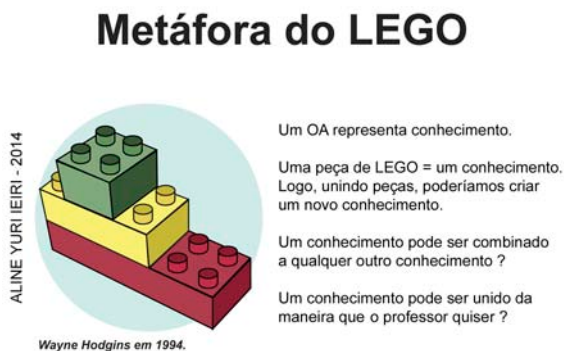 Metáfora do LEGO
ALINE YURI IEIRI - 2014
Um OA representa conhecimento.
Uma peça de LEGO = um conhecimento.
Logo, unindo peças, poderíamos criar
um novo conhecimento.
Um conhecimento pode ser combinado
a qualquer outro conhecimento ?
Um conhecimento pode ser unido da
maneira que o professor quiser ?
Wayne Hodgins em 1994.